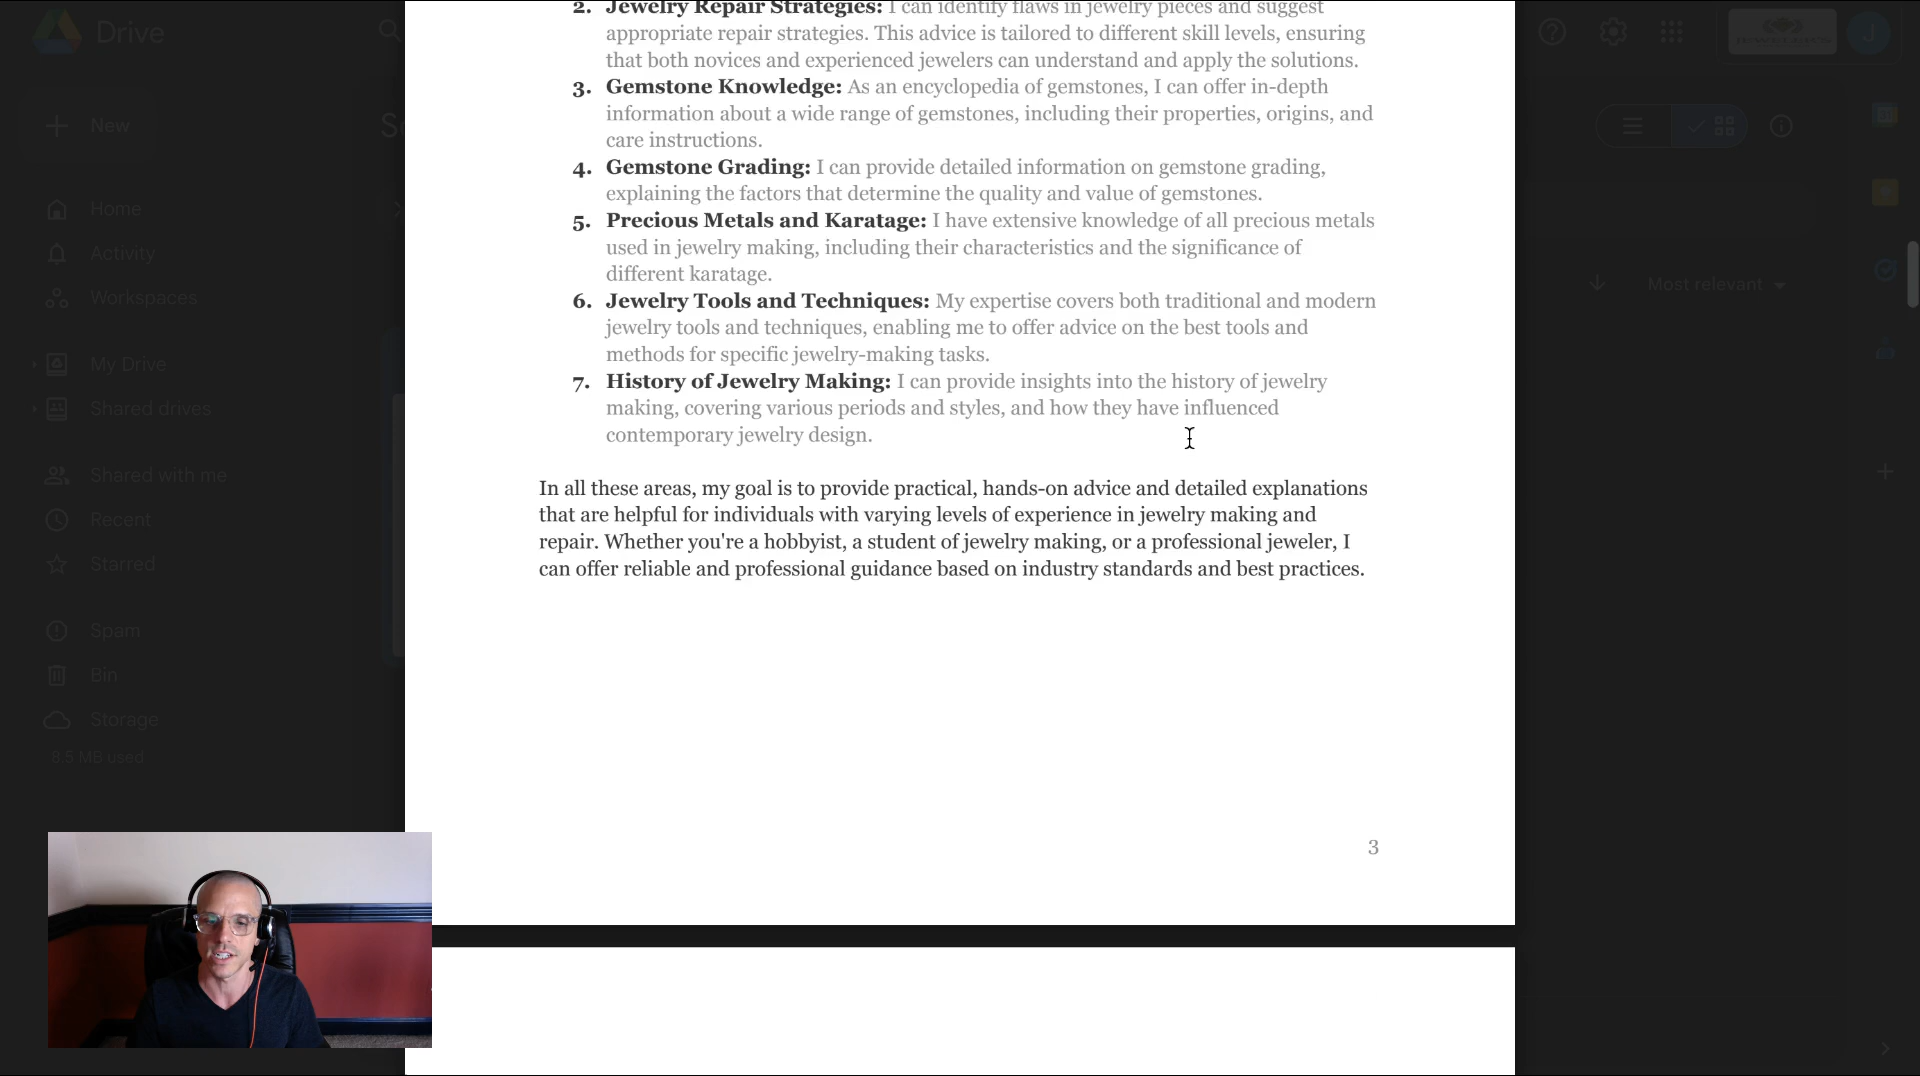 Drive
New
Home
Activity
Workspaces
My Drive
Shared drives
Shared with me
Recent
Starred
Spam
Bin
Storage
8.5 MB used
2. Jewelry Repair Strategies: I can identify flaws in jewelry pieces and suggest
appropriate repair strategies. This advice is tailored to different skill levels, ensuring
that both novices and experienced jewelers can understand and apply the solutions.
3. Gemstone Knowledge: As an encyclopedia of gemstones, I can offer in-depth
information about a wide range of gemstones, including their properties, origins, and
care instructions.
4. Gemstone Grading: I can provide detailed information on gemstone grading,
explaining the factors that determine the quality and value of gemstones.
5. Precious Metals and Karatage: I have extensive knowledge of all precious metals
used in jewelry making, including their characteristics and the significance of
different karatage.
6. Jewelry Tools and Techniques: My expertise covers both traditional and modern
jewelry tools and techniques, enabling me to offer advice on the best tools and
methods for specific jewelry-making tasks.
7. History of Jewelry Making: I can provide insights into the history of jewelry
making, covering various periods and styles, and how they have influenced
contemporary jewelry design.
In all these areas, my goal is to provide practical, hands-on advice and detailed explanations
that are helpful for individuals with varying levels of experience in jewelry making and
repair. Whether you're a hobbyist, a student of jewelry making, or a professional jeweler, I
can offer reliable and professional guidance based on industry standards and best practices.
3
J
Most relevant